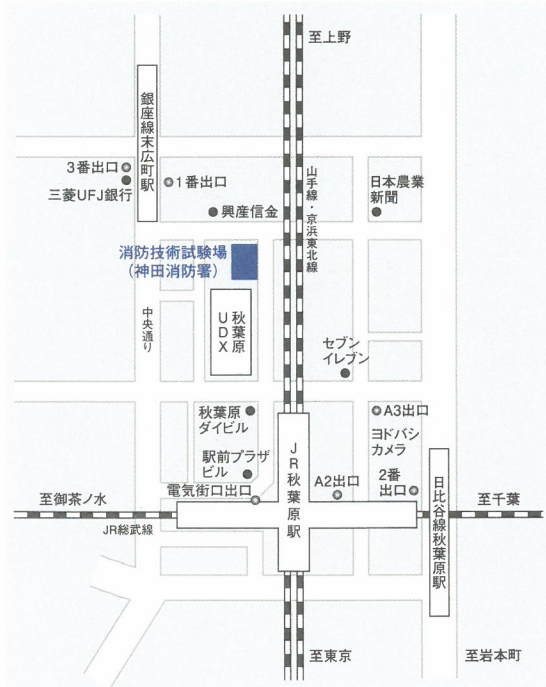 至上野
銀座線末広町駅
3番出口
三菱UFJ銀行
1番出口
興産信金
山手線・京浜東北線
日本農業
新聞
消防技術試験場
（神田消防署）
中央通り
秋葉原
UDX
セブン
イレブン
秋葉原
ダイビル
A3出口
ヨドバシ
カメラ
駅前プラザ
ビル
JR秋葉原駅
電気街口出口
A2出口
2番
出口
日比谷線秋葉原駅
至御茶ノ水
至千葉
JR総武線
至東京
至岩本町